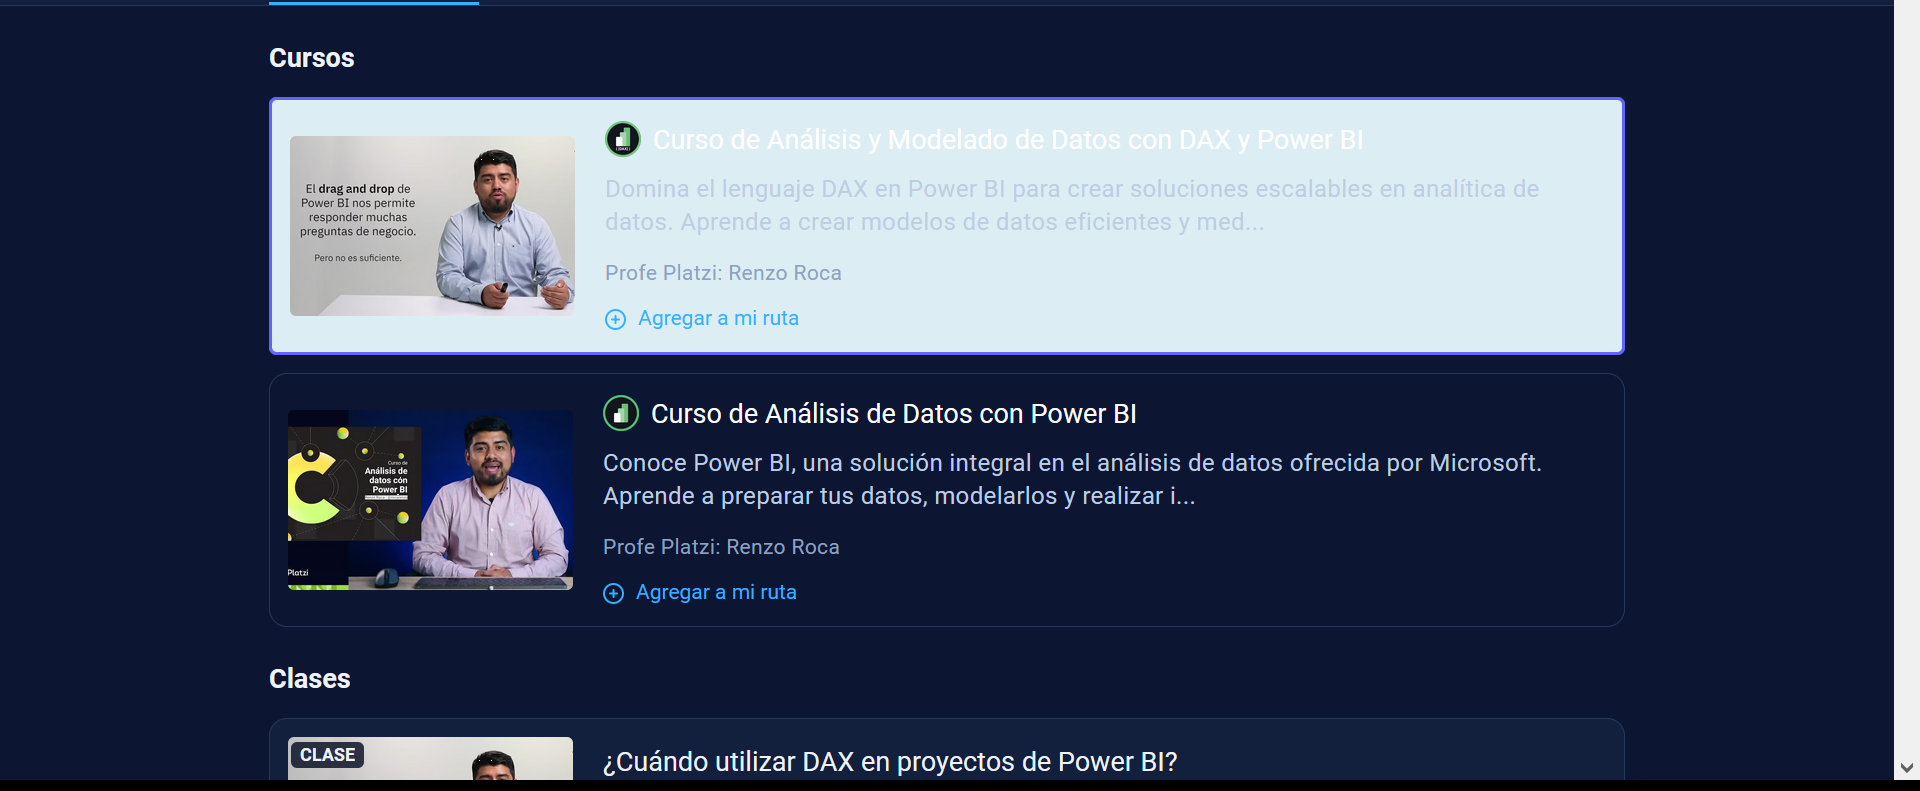 Cursos
El drag and drop de
Power BI nos permite
responder muchas
preguntas de negocio.
Pero no es suficiente.
Curso de Análisis y Modelado de Datos con DAX y Power BI
Domina el lenguaje DAX en Power BI para crear soluciones escalables en analítica de
datos. Aprende a crear modelos de datos eficientes y med...
Profe Platzi: Renzo Roca
Agregar a mi ruta
Curso de
Análisis de
datos con
Power BI
Platzi
Curso de Análisis de Datos con Power BI
Conoce Power BI, una solución integral en el análisis de datos ofrecida por Microsoft.
Aprende a preparar tus datos, modelarlos y realizar i...
Profe Platzi: Renzo Roca
Agregar a mi ruta
Clases
CLASE
¿Cuándo utilizar DAX en proyectos de Power BI?